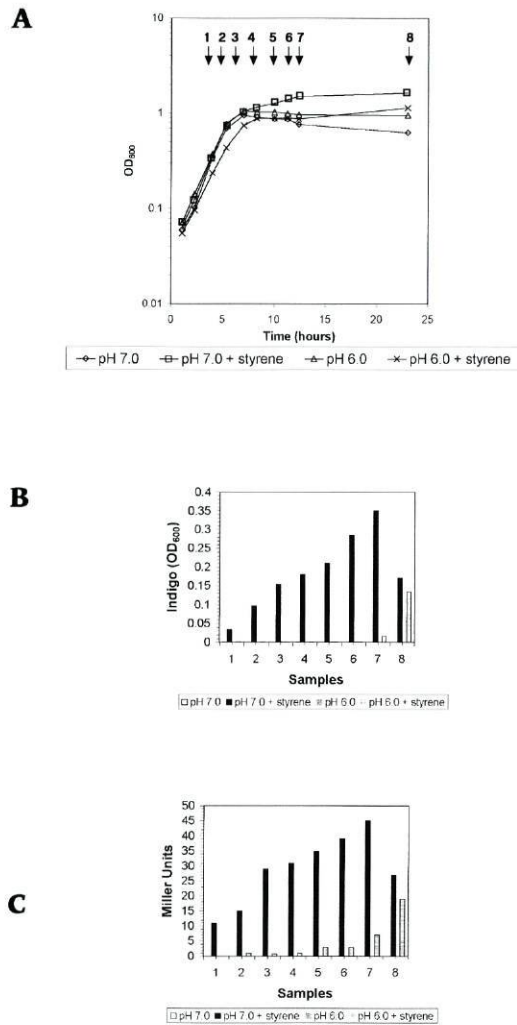 A
1 2 3 4 5 6 7 8
10
1
0.1
0.01
OD600
0 5 10 15 20 25
Time (hours)
pH 7.0 pH 7.0 + styrene pH 6.0 pH 6.0 + styrene
B
0.4
0.35
0.3
0.25
0.2
0.15
0.1
0.05
0
Indigo (OD600)
1 2 3 4 5 6 7 8
Samples
pH 7.0 pH 7.0 + styrene pH 6.0 pH 6.0 + styrene
C
50
45
40
35
30
25
20
15
10
5
0
Miller Units
1 2 3 4 5 6 7 8
Samples
pH 7.0 pH 7.0 + styrene pH 6.0 pH 6.0 + styrene